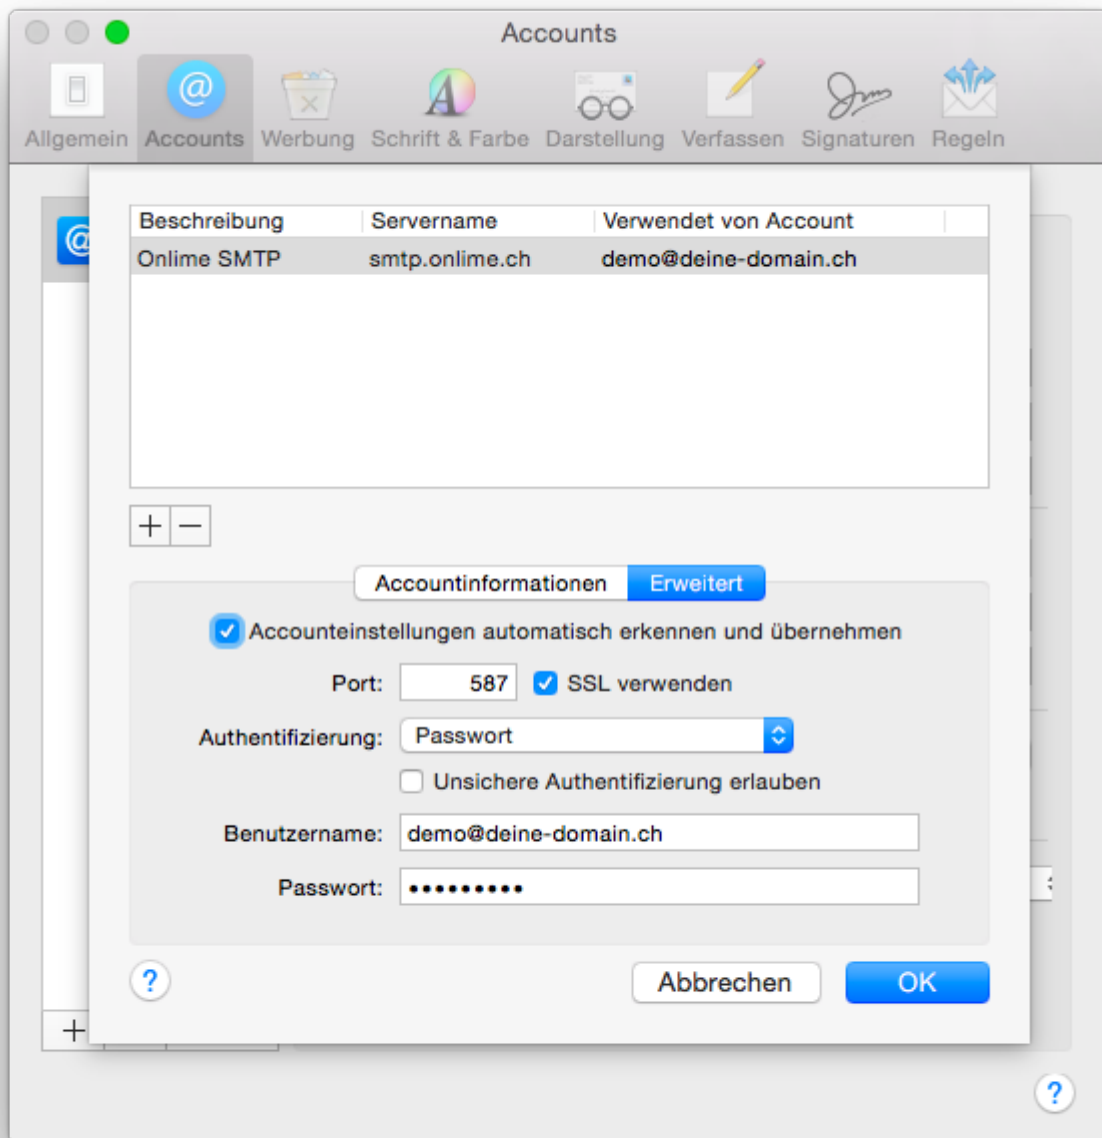 Accounts
Allgemein Accounts Werbung Schrift & Farbe Darstellung Verfassen Signaturen Regeln
Beschreibung Servername Verwendet von Account
Onlime SMTP smtp.onlime.ch demo@deine-domain.ch
Accountinformationen Erweitert
Accounteinstellungen automatisch erkennen und übernehmen
Port: 587 SSL verwenden
Authentifizierung: Passwort
Unsichere Authentifizierung erlauben
Benutzername: demo@deine-domain.ch
Passwort: •••••••••
? Abbrechen OK
?